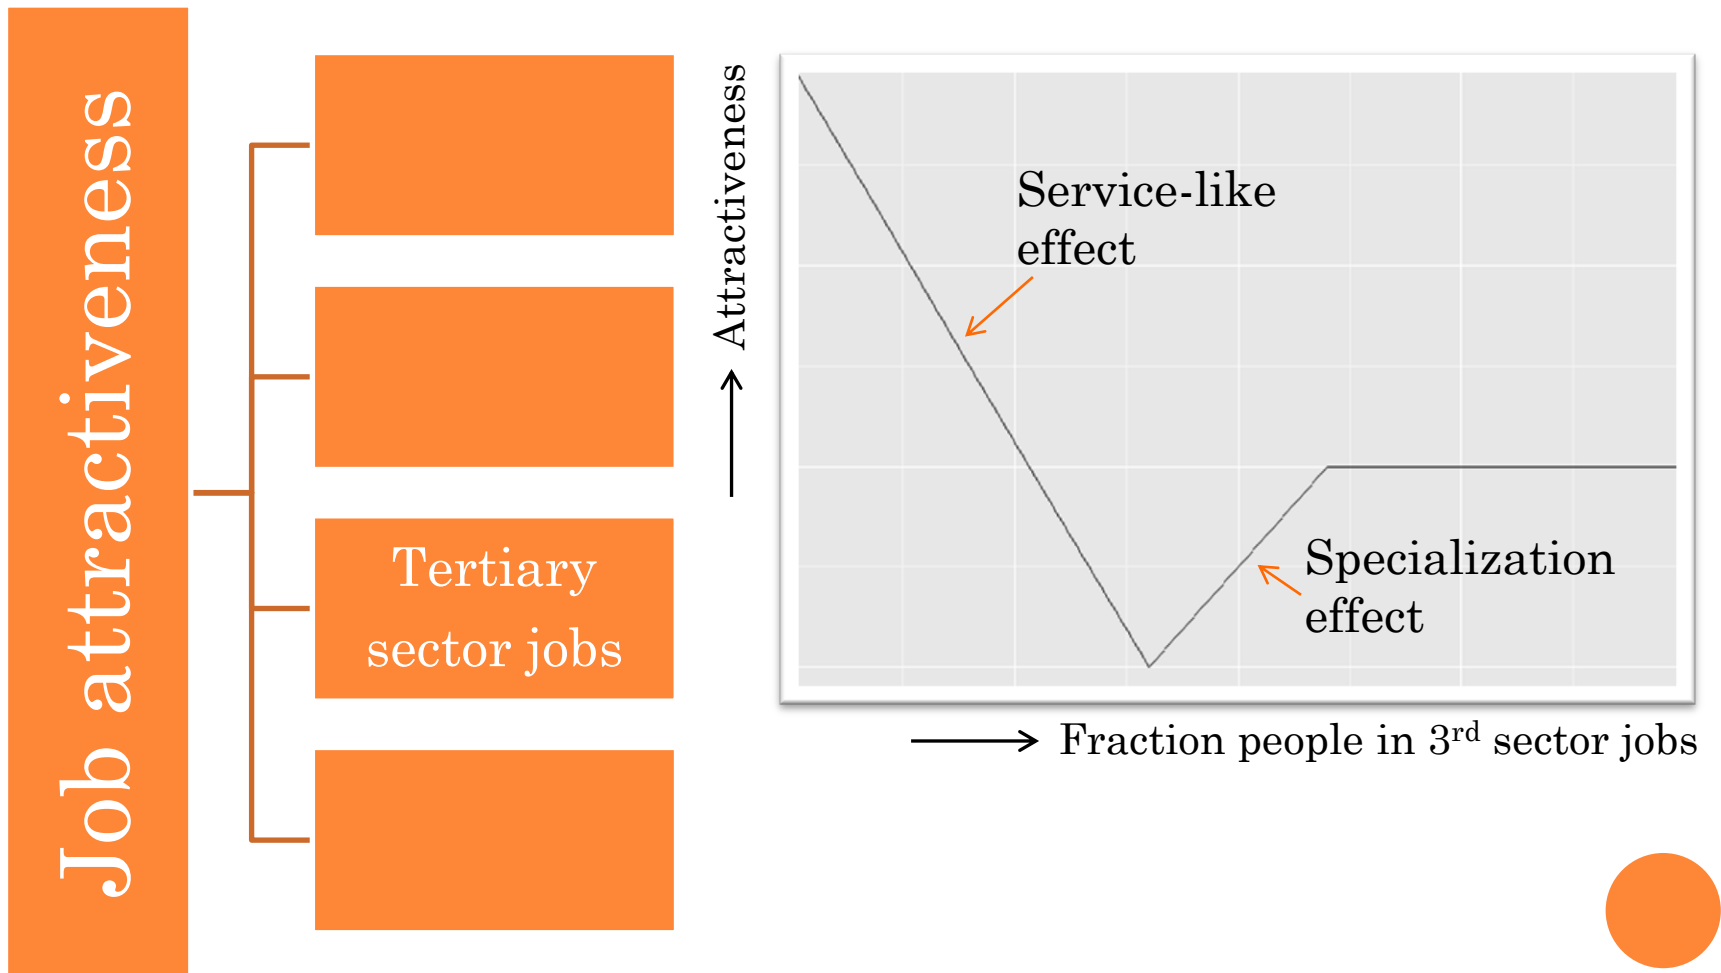 Job attractiveness
Tertiary
sector jobs
Attractiveness
Service-like
effect
Specialization
effect
Fraction people in 3rd sector jobs